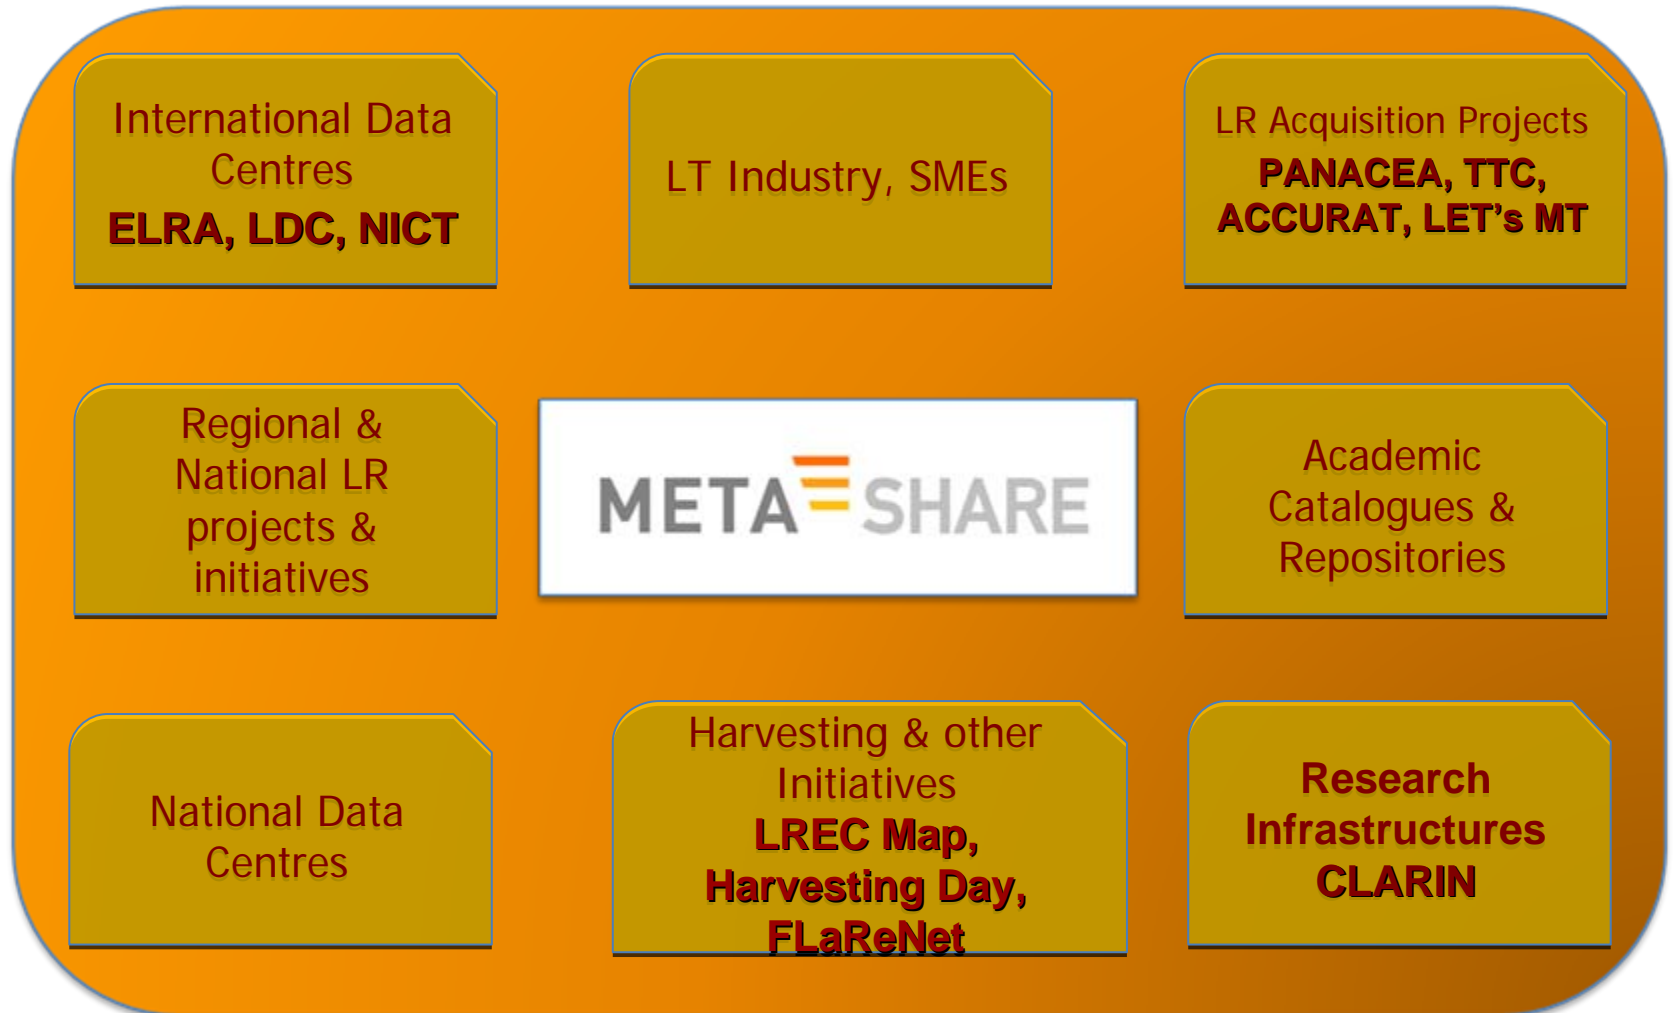 International Data
Centres
ELRA, LDC, NICT
LT Industry, SMEs
LR Acquisition Projects
PANACEA, TTC,
ACCURAT, LET’s MT
Regional &
National LR
projects &
initiatives
META SHARE
Academic
Catalogues &
Repositories
National Data
Centres
Harvesting & other
Initiatives
LREC Map,
Harvesting Day,
FLaReNet
Research
Infrastructures
CLARIN